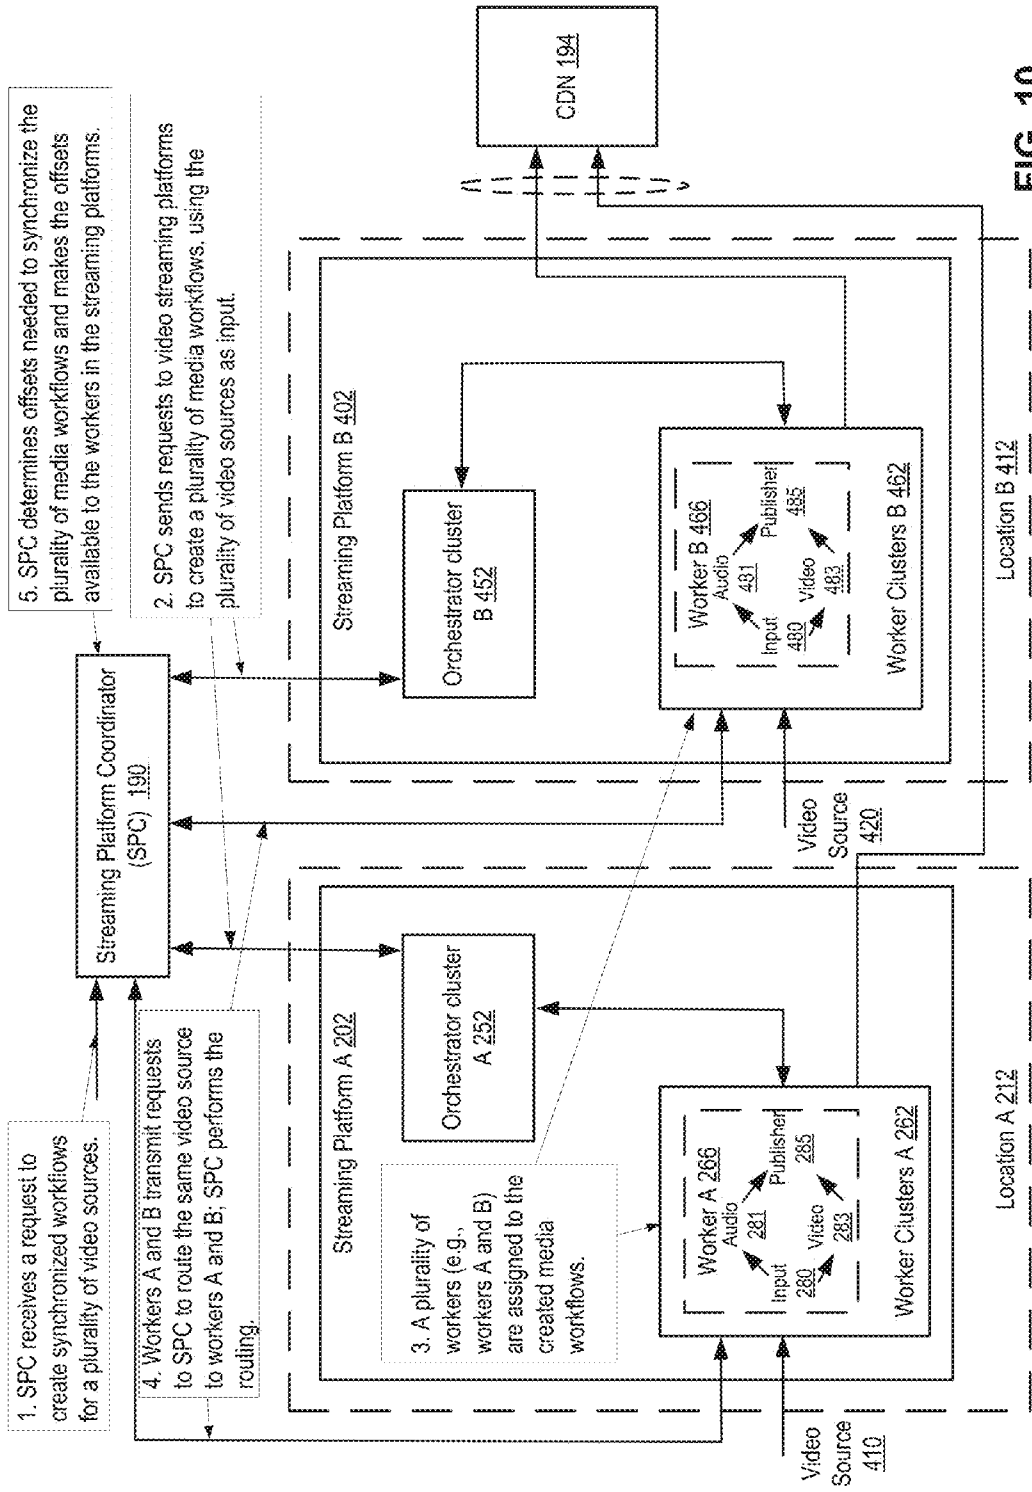 1. SPC receives a request to
create synchronized workflows
for a plurality of video sources.
Streaming Platform Coordinator
(SPC) 190
5. SPC determines offsets needed to synchronize the
plurality of media workflows and makes the offsets
available to the workers in the streaming platforms.
4. Workers A and B transmit requests
to SPC to route the same video source
to workers A and B; SPC performs the
routing.
2. SPC sends requests to video streaming platforms
to create a plurality of media workflows, using the
plurality of video sources as input.
Streaming Platform A 202
Orchestrator cluster
A 252
3. A plurality of
workers (e.g.,
workers A and B)
are assigned to the
created media
workflows.
Worker A 266
Audio
281
Input
280
Publisher
285
Video
283
Worker Clusters A 262
Location A 212
Video
Source
410
Streaming Platform B 402
Orchestrator cluster
B 452
Worker B 466
Audio
481
Input
480
Publisher
485
Video
483
Worker Clusters B 462
Location B 412
Video
Source
420
CDN 194
FIG. 10